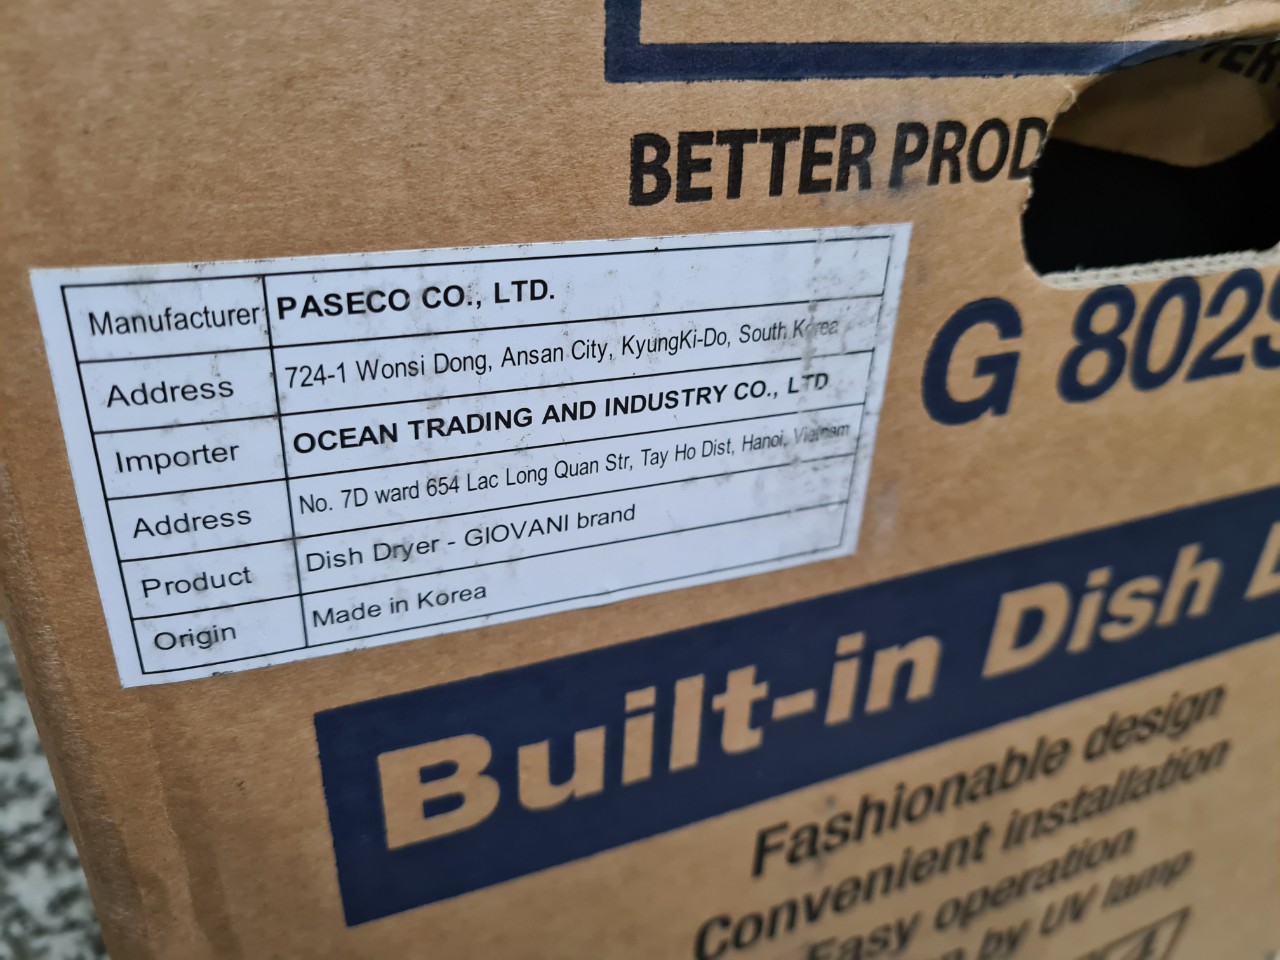 BETTER PROD
Manufacturer PASECO CO., LTD.
Address 724-1 Wonsi Dong, Ansan City, KyungKi-Do, South Korea
Importer OCEAN TRADING AND INDUSTRY CO., LTD
Address No. 7D ward 654 Lac Long Quan Str, Tay Ho Dist, Hanoi, Vietnam
Product Dish Dryer - GIOVANI brand
Origin Made in Korea
G 8029
Built-in Dish
Fashionable design
Convenient installation
Easy operation
by UV lamp